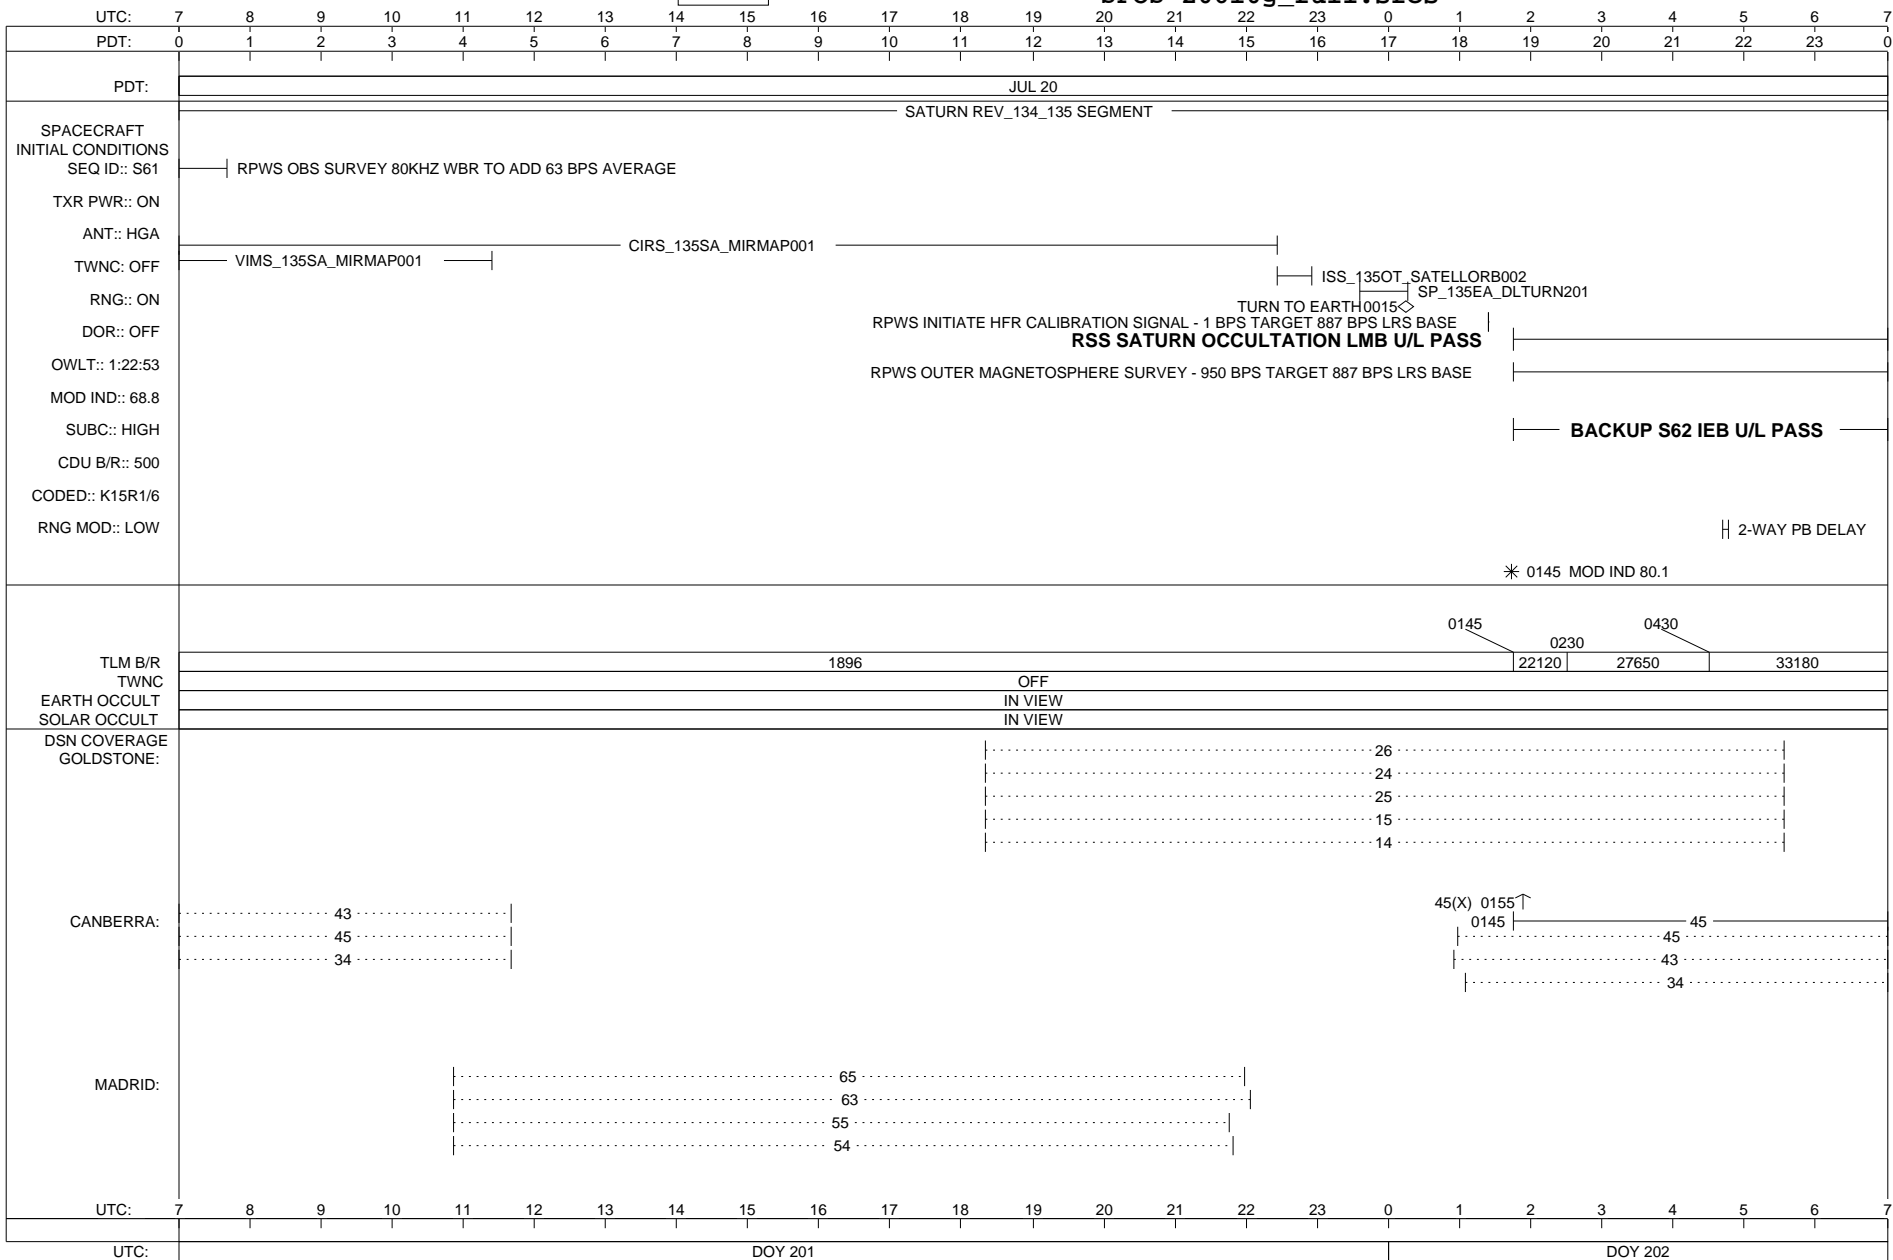 UTC: 7 8 9 10 11 12 13 14 15 16 17 18 19 20 21 22 23 0 1 2 3 4 5 6 7
PDT: 0 1 2 3 4 5 6 7 8 9 10 11 12 13 14 15 16 17 18 19 20 21 22 23 0
PDT: JUL 20
SATURN REV_134_135 SEGMENT
SPACECRAFT
INITIAL CONDITIONS
SEQ ID:: S61 RPWS OBS SURVEY 80KHZ WBR TO ADD 63 BPS AVERAGE
TXR PWR:: ON
ANT:: HGA
CIRS_135SA_MIRMAP001
VIMS_135SA_MIRMAP001
TWNC: OFF
ISS_135OT_SATELLORB002
SP_135EA_DLTURN201
RNG:: ON
TURN TO EARTH 0015
RPWS INITIATE HFR CALIBRATION SIGNAL - 1 BPS TARGET 887 BPS LRS BASE
DOR:: OFF
RSS SATURN OCCULTATION LMB U/L PASS
OWLT:: 1:22:53
RPWS OUTER MAGNETOSPHERE SURVEY - 950 BPS TARGET 887 BPS LRS BASE
MOD IND:: 68.8
SUBC:: HIGH
BACKUP S62 IEB U/L PASS
CDU B/R:: 500
CODED:: K15R1/6
RNG MOD:: LOW
2-WAY PB DELAY
0145 MOD IND 80.1
0145 0430
0230
TLM B/R 1896 22120 27650 33180
TWNC OFF
EARTH OCCULT IN VIEW
SOLAR OCCULT IN VIEW
DSN COVERAGE
GOLDSTONE:
26
24
25
15
14
45(X) 0155
CANBERRA:
43
0145 45
45 45
34 43
34
MADRID:
65
63
55
54
UTC: 7 8 9 10 11 12 13 14 15 16 17 18 19 20 21 22 23 0 1 2 3 4 5 6 7
UTC: DOY 201 DOY 202